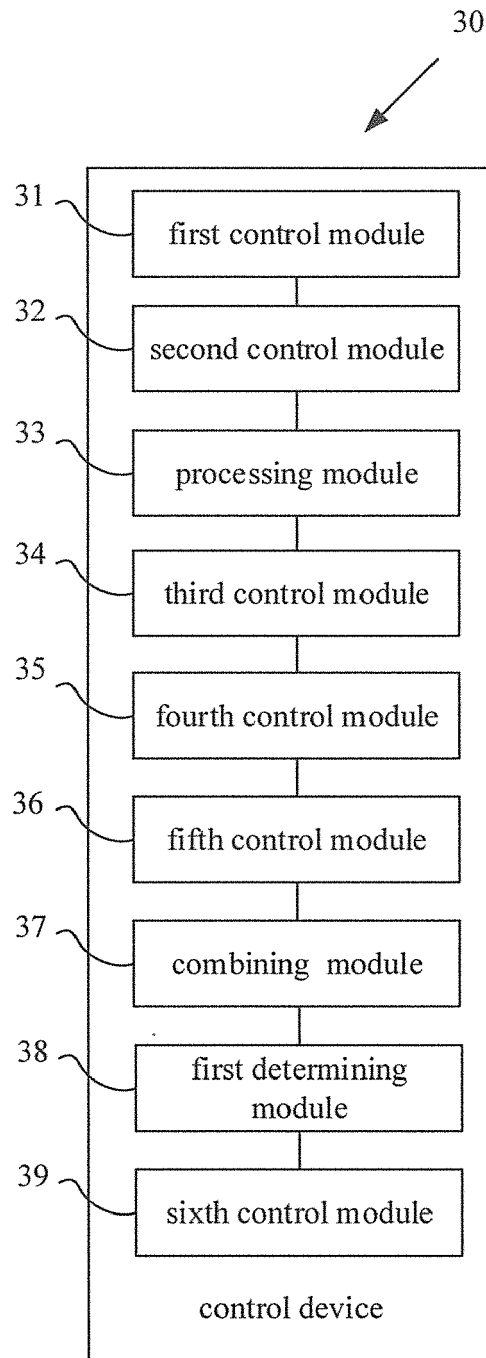 30
31
first control module
32
second control module
33
processing module
34
third control module
35
fourth control module
36
fifth control module
37
combining module
38
first determining
module
39
sixth control module
control device